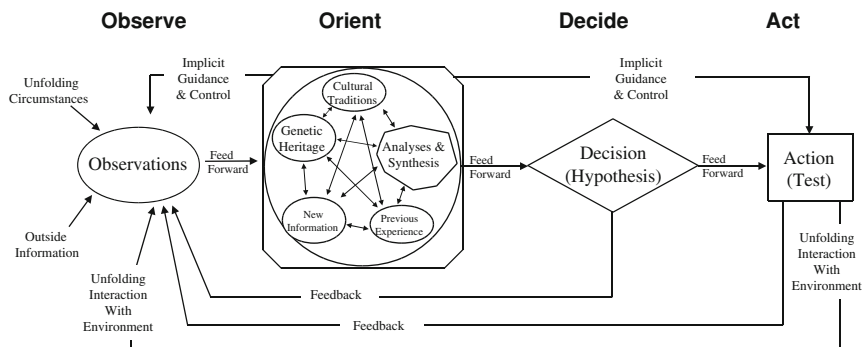 Observe
Orient
Decide
Act
Implicit
Guidance
& Control
Implicit
Guidance
& Control
Unfolding
Circumstances
Cultural
Traditions
Genetic
Heritage
Analyses &
Synthesis
New
Information
Previous
Experience
Observations
Feed
Forward
Feed
Forward
Decision
(Hypothesis)
Feed
Forward
Action
(Test)
Outside
Information
Unfolding
Interaction
With
Environment
Unfolding
Interaction
With
Environment
Feedback
Feedback